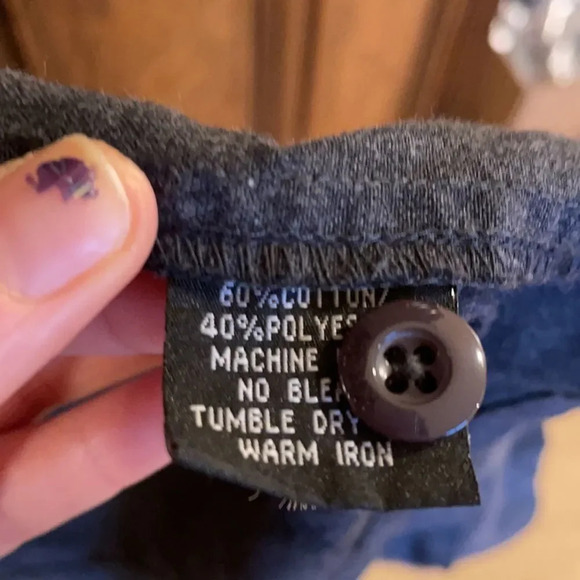 60%COTTON/
40%POLYES
MACHINE
NO BLEA
TUMBLE DRY
WARM IRON